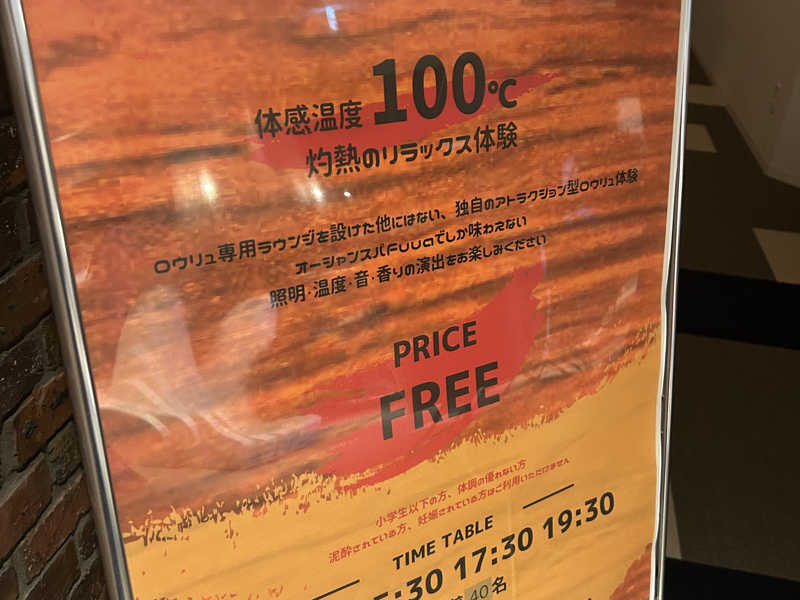 体感温度100℃
灼熱のリラックス体験
ロウリュ専用ラウンジを設けた他にはない、独自のアトラクション型ロウリュ体験
オーシャンスパFuuaでしか味わえない
照明・温度・音・香りの演出をお楽しみください
PRICE
FREE
小学生以下の方、体調の優れない方
泥酔されている方、妊娠されている方はご利用いただけません
TIME TABLE
:30 17:30 19:30
40名